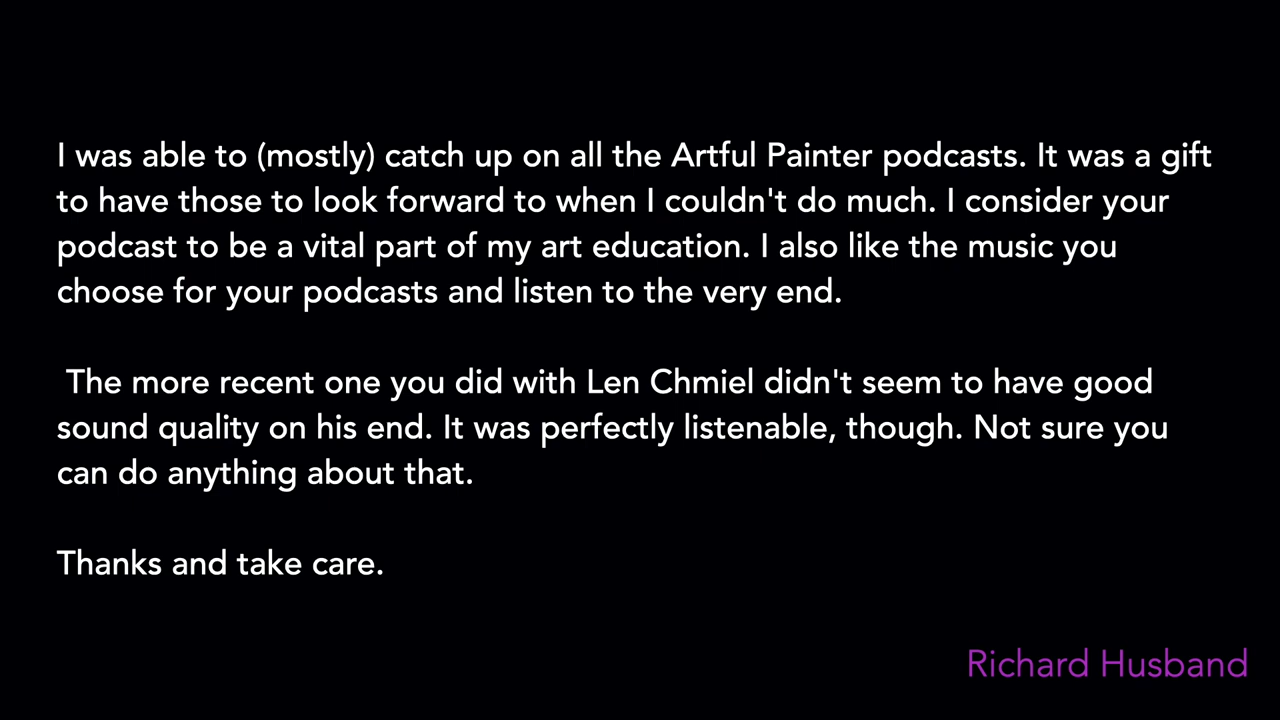 I was able to (mostly) catch up on all the Artful Painter podcasts. It was a gift
to have those to look forward to when I couldn't do much. I consider your
podcast to be a vital part of my art education. I also like the music you
choose for your podcasts and listen to the very end.
The more recent one you did with Len Chmiel didn't seem to have good
sound quality on his end. It was perfectly listenable, though. Not sure you
can do anything about that.
Thanks and take care.
Richard Husband